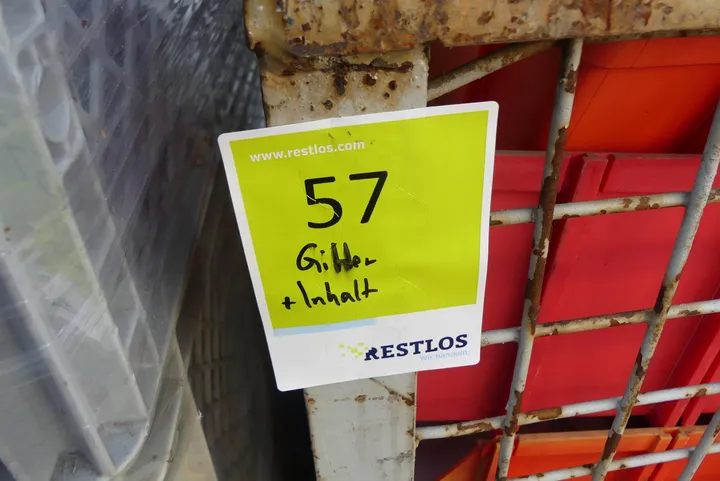 www.restlos.com
57
Gitter
+ Inhalt
RESTLOS
wir handeln.